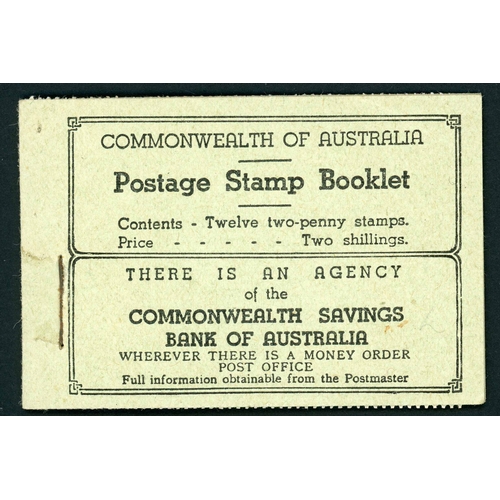 COMMONWEALTH OF AUSTRALIA
Postage Stamp Booklet
Contents - Twelve two-penny stamps.
Price - - - - - Two shillings.
THERE IS AN AGENCY
of the
COMMONWEALTH SAVINGS
BANK OF AUSTRALIA
WHEREVER THERE IS A MONEY ORDER
POST OFFICE
Full information obtainable from the Postmaster